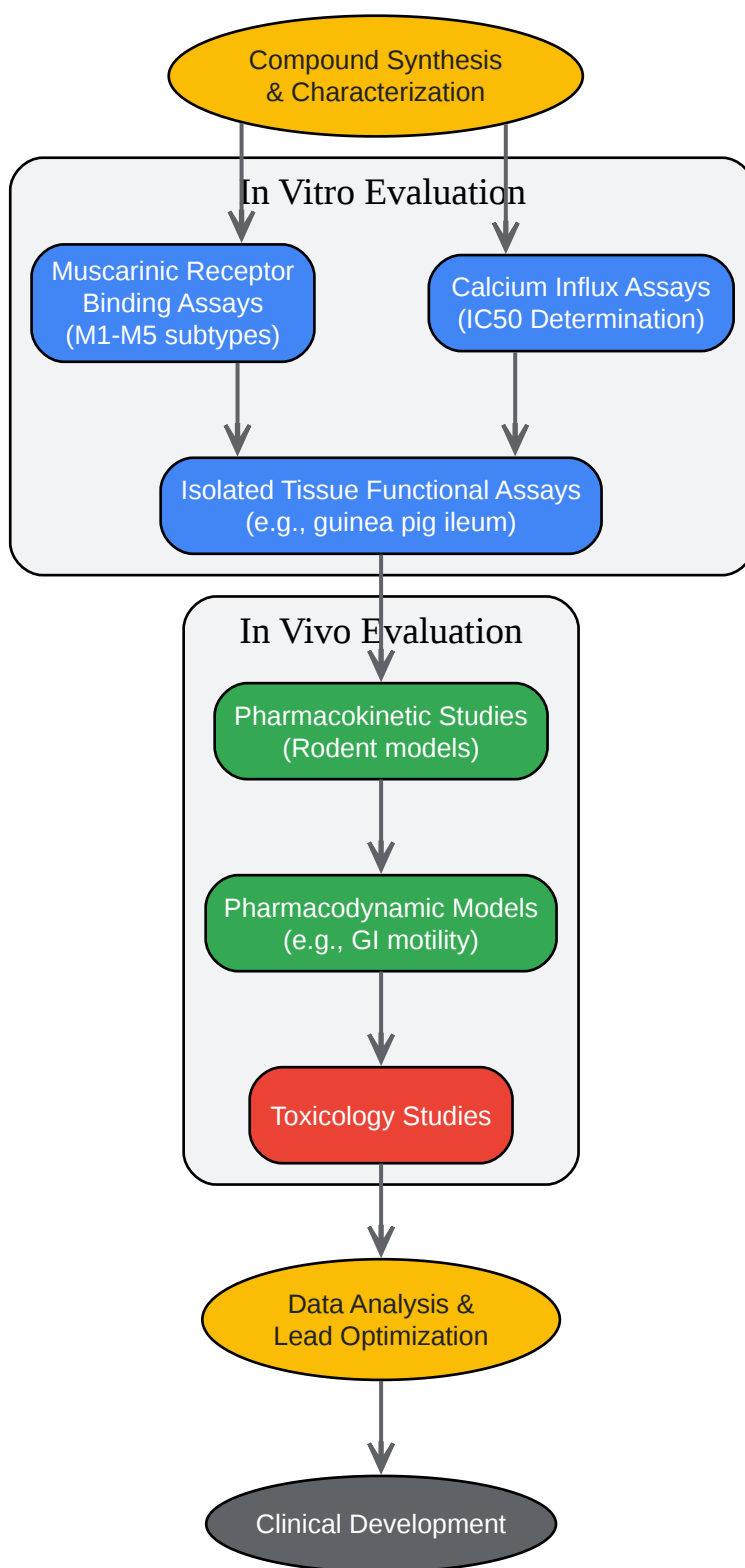 Compound Synthesis
& Characterization
In Vitro Evaluation
Muscarinic Receptor
Binding Assays
(M1-M5 subtypes)
Calcium Influx Assays
(IC50 Determination)
Isolated Tissue Functional Assays
(e.g., guinea pig ileum)
In Vivo Evaluation
Pharmacokinetic Studies
(Rodent models)
Pharmacodynamic Models
(e.g., GI motility)
Toxicology Studies
Data Analysis &
Lead Optimization
Clinical Development